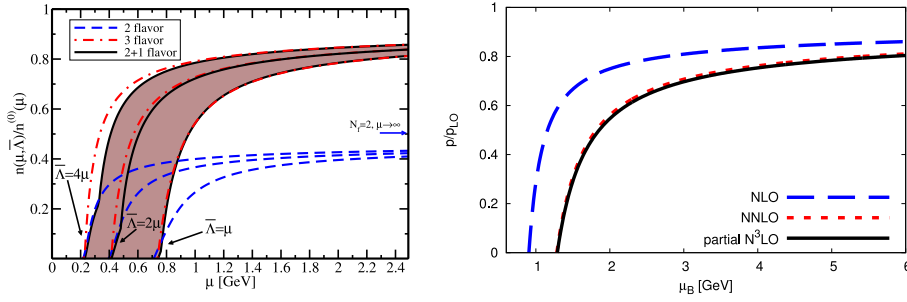 2 flavor
3 flavor
2+1 flavor
n(μ,Λ̅)/n⁽⁰⁾(μ)
0.2
0.4
0.6
0.8
1
N_f=2, μ→∞
Λ̅=4μ
Λ̅=2μ
Λ̅=μ
0 0.2 0.4 0.6 0.8 1 1.2 1.4 1.6 1.8 2 2.2 2.4
μ [GeV]
p/p_LO
1
0.8
0.6
0.4
0.2
0
NLO
NNLO
partial N³LO
1 2 3 4 5 6
μ_B [GeV]